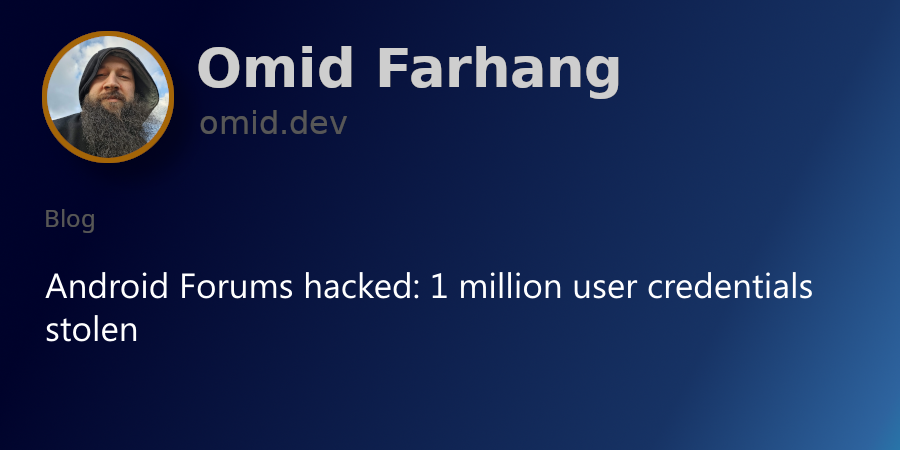 Omid Farhang
omid.dev
Blog
Android Forums hacked: 1 million user credentials
stolen